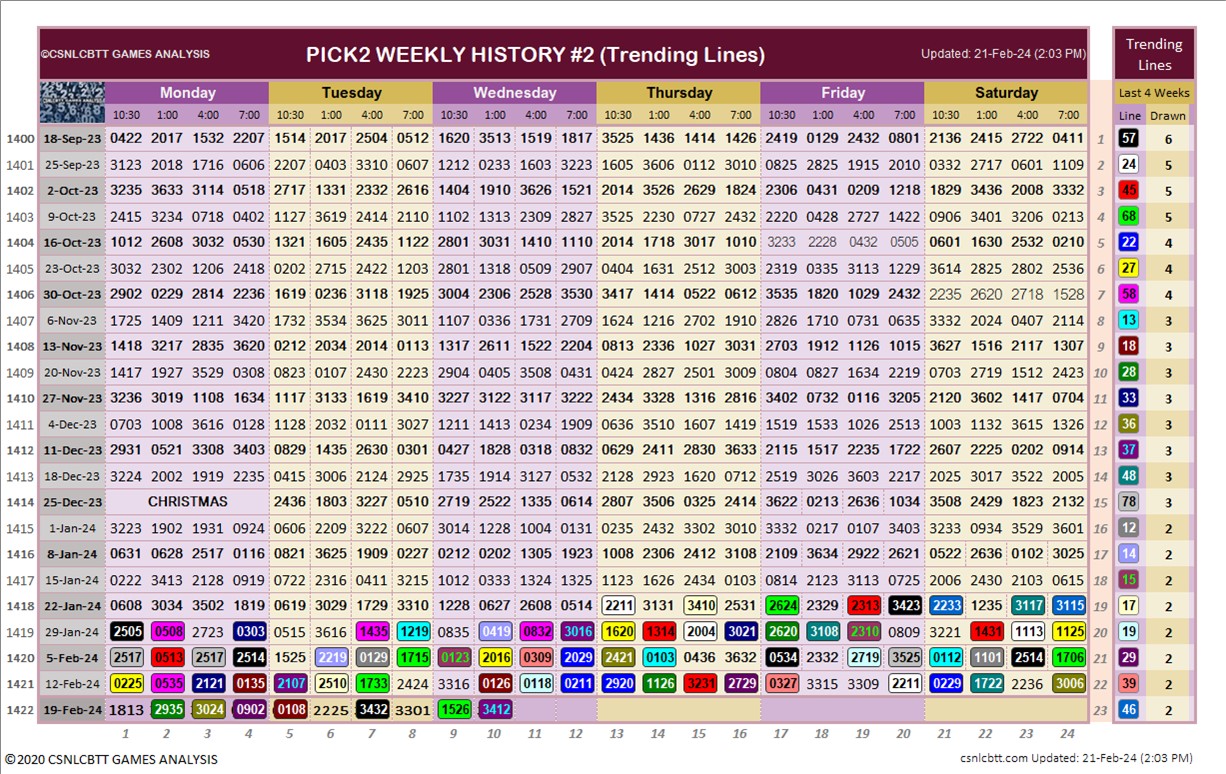 ©CSNLCBTT GAMES ANALYSIS PICK2 WEEKLY HISTORY #2 (Trending Lines) Updated: 21-Feb-24 (2:03 PM) Trending Lines
Monday Tuesday Wednesday Thursday Friday Saturday Last 4 Weeks
10:30 1:00 4:00 7:00 10:30 1:00 4:00 7:00 10:30 1:00 4:00 7:00 10:30 1:00 4:00 7:00 10:30 1:00 4:00 7:00 10:30 1:00 4:00 7:00 Line Drawn
1400 18-Sep-23 0422 2017 1532 2207 1514 2017 2504 0512 1620 3513 1519 1817 3525 1436 1414 1426 2419 0129 2432 0801 2136 2415 2722 0411 1 57 6
1401 25-Sep-23 3123 2018 1716 0606 2207 0403 3310 0607 1212 0233 1603 3223 1605 3606 0112 3010 0825 2825 1915 2010 0332 2717 0601 1109 2 24 5
1402 2-Oct-23 3235 3633 3114 0518 2717 1331 2332 2616 1404 1910 3626 1521 2014 3526 2629 1824 2306 0431 0209 1218 1829 3436 2008 3332 3 45 5
1403 9-Oct-23 2415 3234 0718 0402 1127 3619 2414 2110 1102 1313 2309 2827 3525 2230 0727 2432 2220 0428 2727 1422 0906 3401 3206 0213 4 68 5
1404 16-Oct-23 1012 2608 3032 0530 1321 1605 2435 1122 2801 3031 1410 1110 2014 1718 3017 1010 3233 2228 0432 0505 0601 1630 2532 0210 5 22 4
1405 23-Oct-23 3032 2302 1206 2418 0202 2715 2422 1203 2801 1318 0509 2907 0404 1631 2512 3003 2319 0335 3113 1229 3614 2825 2802 2536 6 27 4
1406 30-Oct-23 2902 0229 2814 2236 1619 0236 3118 1925 3004 2306 2528 3530 3417 1414 0522 0612 3535 1820 1029 2432 2235 2620 2718 1528 7 58 4
1407 6-Nov-23 1725 1409 1211 3420 1732 3534 3625 3011 1107 0336 1731 2709 1624 1216 2702 1910 2826 1710 0731 0635 3332 2024 0407 2114 8 13 3
1408 13-Nov-23 1418 3217 2835 3620 0212 2034 2014 0113 1317 2611 1522 2204 0813 2336 1027 3031 2703 1912 1126 1015 3627 1516 2117 1307 9 18 3
1409 20-Nov-23 1417 1927 3529 0308 0823 0107 2430 2223 2904 0405 3508 0431 0424 2827 2501 3009 0804 0827 1634 2219 0703 2719 1512 2423 10 28 3
1410 27-Nov-23 3236 3019 1108 1634 1117 3133 1619 3410 3227 3122 3117 3222 2434 3328 1316 2816 3402 0732 0116 3205 2120 3602 1417 0704 11 33 3
1411 4-Dec-23 0703 1008 3616 0128 1128 2032 0111 3027 1211 1413 0234 1909 0636 3510 1607 1419 1519 1533 1026 2513 1003 1132 3615 1326 12 36 3
1412 11-Dec-23 2931 0521 3308 3403 0829 1435 2630 0301 0427 1828 0318 0832 0629 2411 2830 3633 2115 1517 2235 1722 2607 2225 0202 0914 13 37 3
1413 18-Dec-23 3224 2002 1919 2235 0415 3006 2124 2924 1735 1914 3127 0532 2128 2923 1620 0712 2519 3026 3603 2217 2025 3017 3522 2005 14 48 3
1414 25-Dec-23 CHRISTMAS 2436 1803 3227 0510 2719 2522 1335 0614 2807 3506 0325 2414 3622 0213 2636 1034 3508 2429 1823 2132 15 78 3
1415 1-Jan-24 3223 1902 1931 0924 0606 2209 3222 0607 3014 1228 1004 0131 0235 2432 3302 3010 3332 0217 0107 3403 3233 0934 3529 3601 16 12 2
1416 8-Jan-24 0631 0628 2517 0116 0821 3625 1909 0227 0212 0202 1305 1923 1008 2306 2412 3108 2109 3634 2922 2621 0522 2636 0102 3025 17 14 2
1417 15-Jan-24 0222 3413 2128 0919 0722 2316 0411 3215 1012 0333 1324 1325 1123 1626 2434 0103 0814 2123 3113 0725 2006 2430 2103 0615 18 15 2
1418 22-Jan-24 0608 3034 3502 1819 0619 3029 1729 3310 1228 0627 2608 0514 2211 3131 3410 2531 2624 2329 2313 3423 2233 1235 3117 3115 19 17 2
1419 29-Jan-24 2505 0508 2723 0303 0515 3616 1435 1219 0835 0419 0832 3016 1620 1314 2004 3021 2620 3108 2310 0809 3221 1431 1113 1125 20 19 2
1420 5-Feb-24 2517 0513 2517 2514 1525 2219 0129 1715 0123 2016 0309 2029 2421 0103 0436 3632 0534 2332 2719 3525 0112 1101 2514 1706 21 29 2
1421 12-Feb-24 0225 0535 2121 0135 2107 2510 1733 2424 3316 0126 0118 0211 2920 1126 3231 2729 0327 3315 3309 2211 0229 1722 2236 3006 22 39 2
1422 19-Feb-24 1813 2935 3024 0902 0108 2225 3432 3301 1526 3412 23 46 2
1 2 3 4 5 6 7 8 9 10 11 12 13 14 15 16 17 18 19 20 21 22 23 24
©2020 CSNLCBTT GAMES ANALYSIS csnlcbtt.com Updated: 21-Feb-24 (2:03 PM)